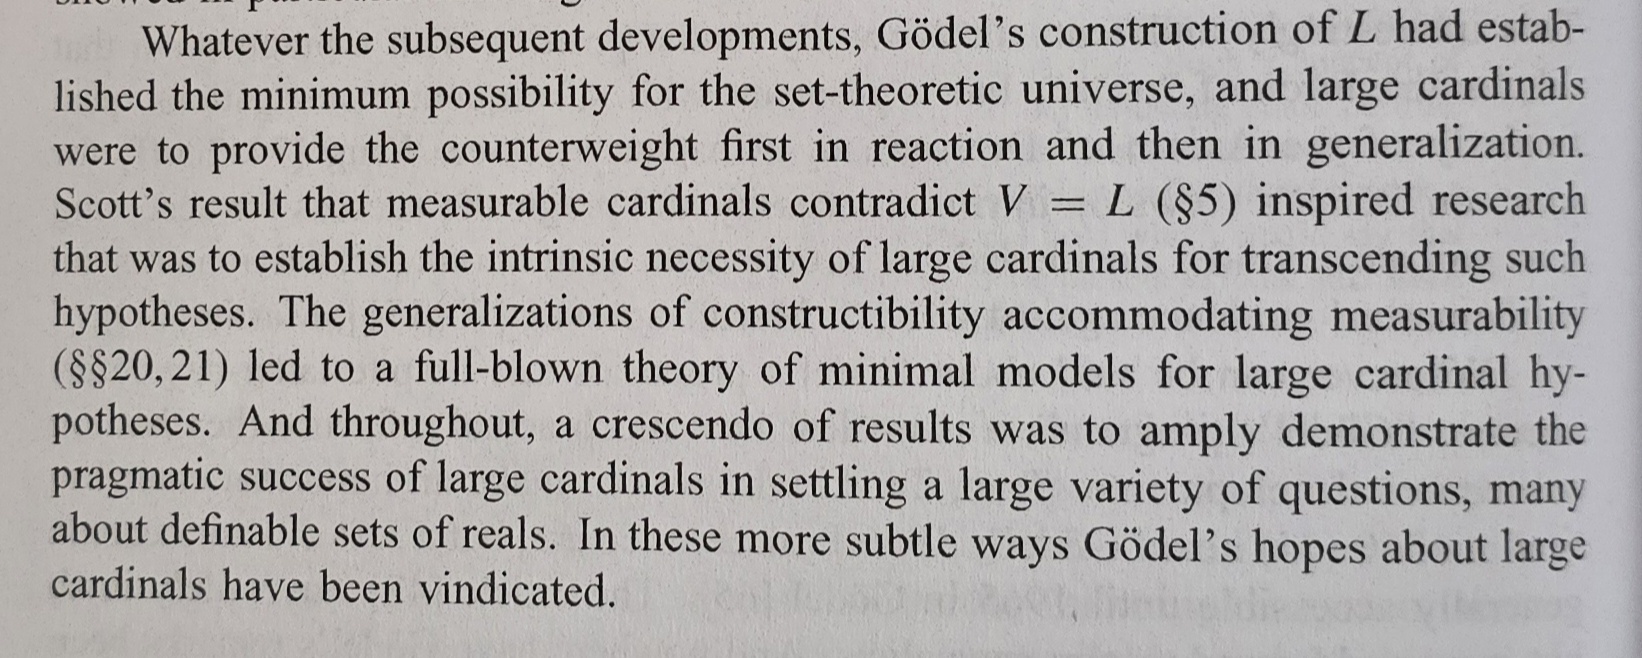 Whatever the subsequent developments, Gödel's construction of L had estab-
lished the minimum possibility for the set-theoretic universe, and large cardinals
were to provide the counterweight first in reaction and then in generalization.
Scott's result that measurable cardinals contradict V = L (§5) inspired research
that was to establish the intrinsic necessity of large cardinals for transcending such
hypotheses. The generalizations of constructibility accommodating measurability
(§§20, 21) led to a full-blown theory of minimal models for large cardinal hy-
potheses. And throughout, a crescendo of results was to amply demonstrate the
pragmatic success of large cardinals in settling a large variety of questions, many
about definable sets of reals. In these more subtle ways Gödel's hopes about large
cardinals have been vindicated.